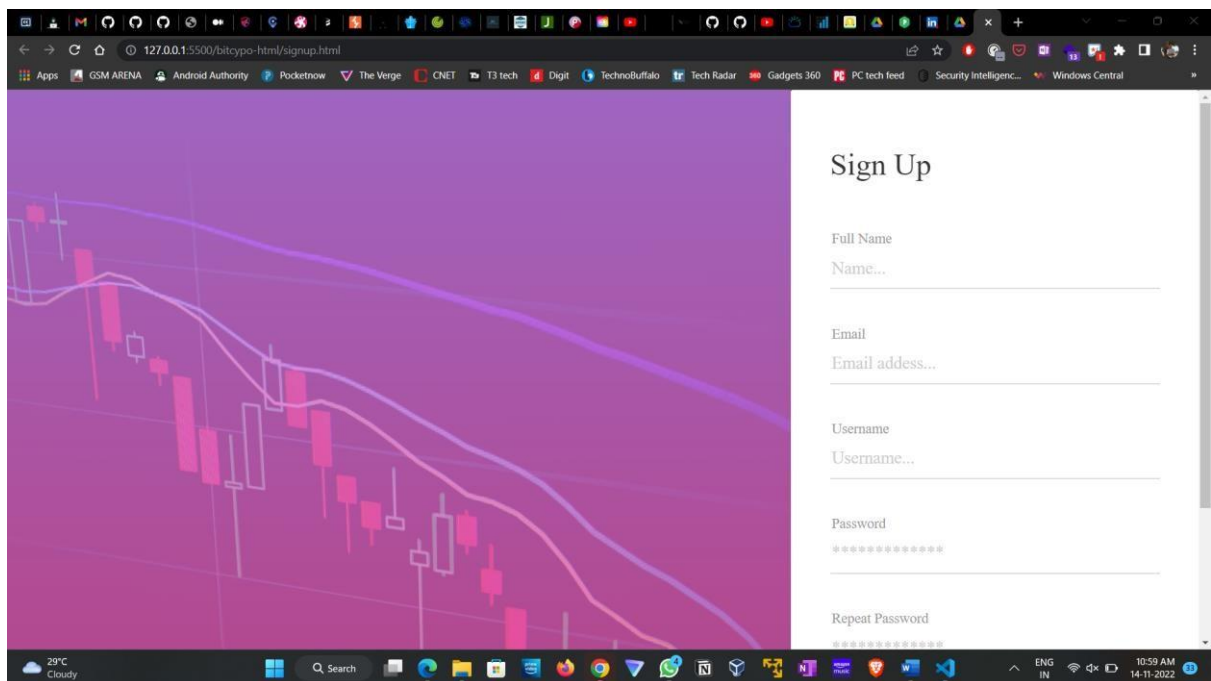 127.0.0.1:5500/bitcypo-html/signup.html
Apps GSM ARENA Android Authority Pocketnow The Verge CNET T3 tech Digit TechnoBuffalo Tech Radar Gadgets 360 PC tech feed Security Intelligenc... Windows Central »
Sign Up
Full Name
Name...
Email
Email addess...
Username
Username...
Password
*************
Repeat Password
*************
29°C
Cloudy
Search
ENG
IN
10:59 AM
14-11-2022
33